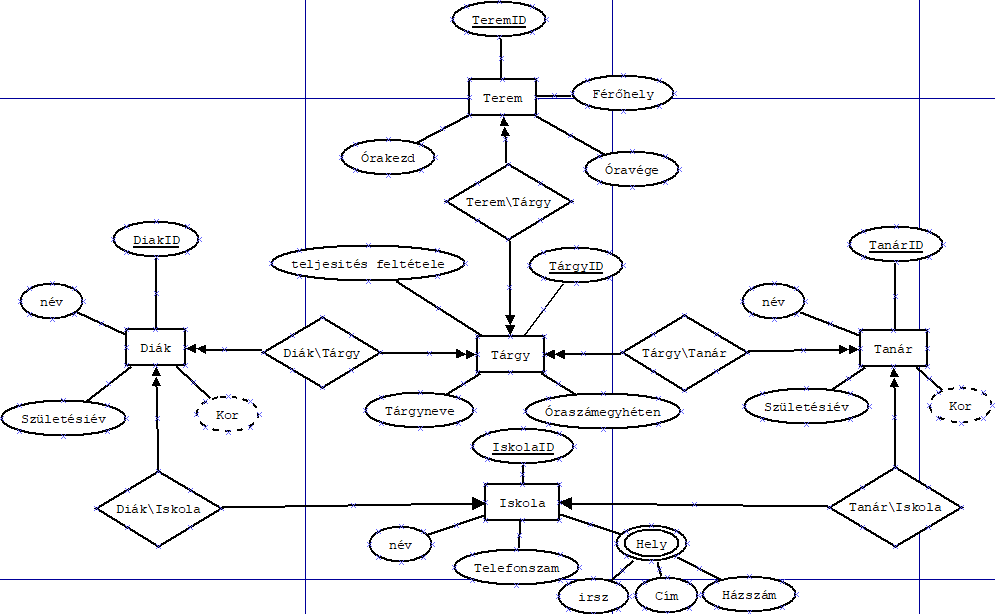 TeremID
Terem
Férőhely
Órakezd
Óravége
Terem\Tárgy
DiakID
teljesités feltétele
TárgyID
TanárID
név
név
Diák
Diák\Tárgy
Tárgy
Tárgy\Tanár
Tanár
Születésiév
Kor
Tárgyneve
Óraszámegyhéten
Születésiév
Kor
IskolaID
Diák\Iskola
Iskola
Tanár\Iskola
név
Telefonszam
Hely
irsz
Cím
Házszám